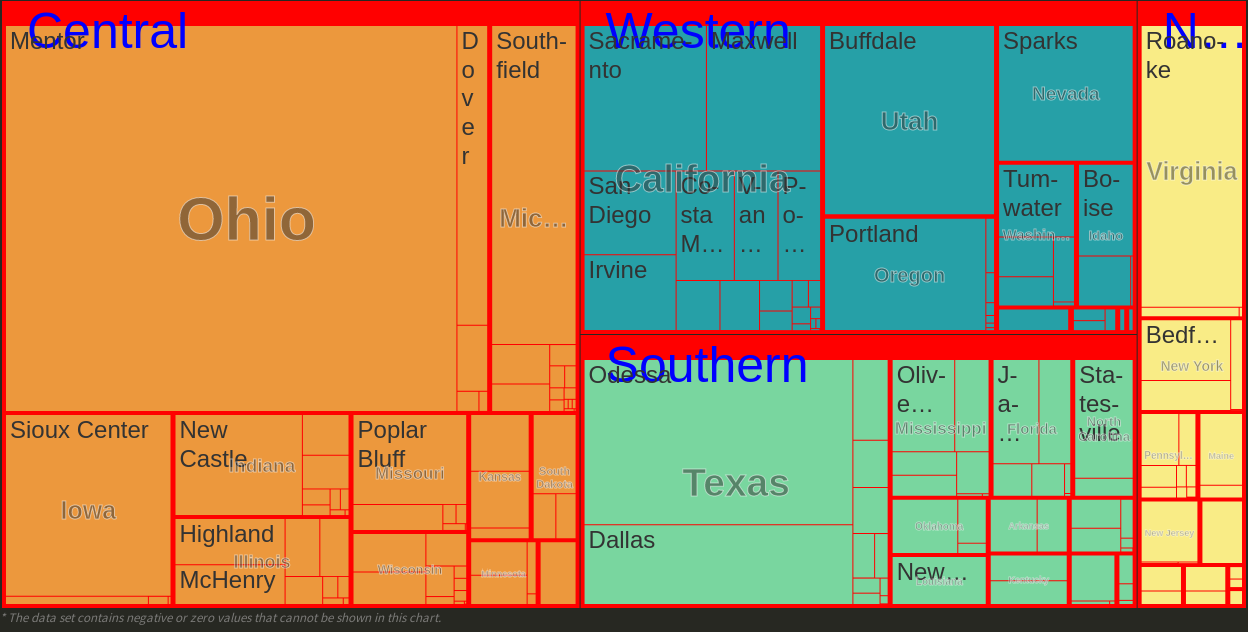 Central
Mentor
D
o
v
e
r
South-
field
Ohio
Mic…
Sioux Center
Iowa
New
Castle
Indiana
Highland
Illinois
McHenry
Poplar
Bluff
Missouri
Wisconsin
Kansas
South
Dakota
Minnesota
Western
Sacrame-
nto
Maxwell
California
San
Diego
Co-
sta
M…
V-
an
…
P-
o-
…
Irvine
Buffdale
Utah
Portland
Oregon
Sparks
Nevada
Tum-
water
Washin…
Bo-
ise
Idaho
Southern
Odessa
Texas
Dallas
Oliv-
e…
Mississippi
J-
a-
…
Florida
Sta-
tes-
ville
North
Carolina
Oklahoma
Arkansas
New…
Louisiana
Kentucky
N…
Roano-
ke
Virginia
Bedf…
New York
Pennsyl…
Maine
New Jersey
* The data set contains negative or zero values that cannot be shown in this chart.